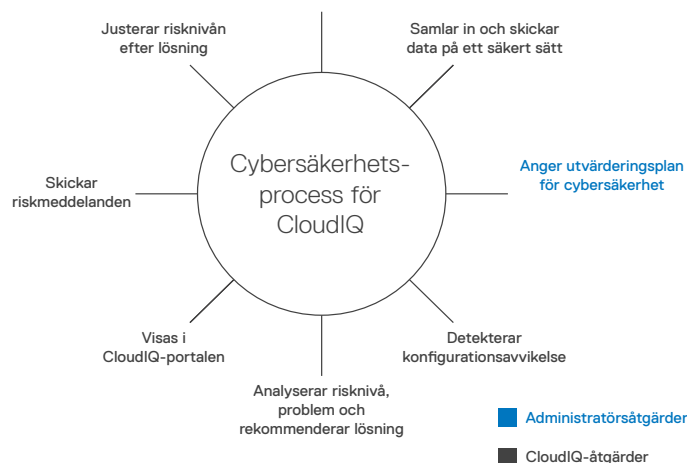 Justerar risknivån
efter lösning
Samlar in och skickar
data på ett säkert sätt
Cybersäkerhets-
process för
CloudIQ
Anger utvärderingsplan
för cybersäkerhet
Skickar
riskmeddelanden
Visas i
CloudIQ-portalen
Detekterar
konfigurationsavvikelse
Analyserar risknivå,
problem och
rekommenderar lösning
Administratörsåtgärder
CloudIQ-åtgärder